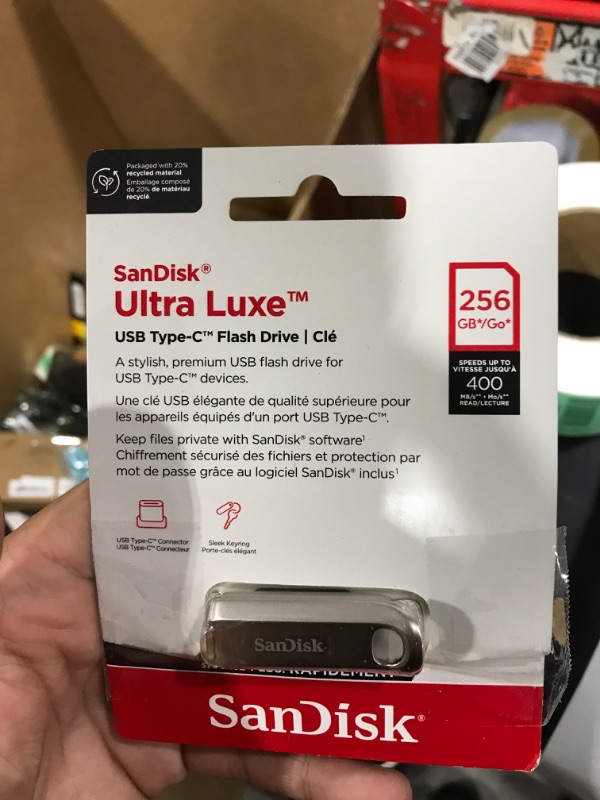 Packaged with 20%
recycled material
Emballage composé
de 20% de matériau
recyclé
SanDisk®
Ultra Luxe™
USB Type-C™ Flash Drive | Clé
A stylish, premium USB flash drive for
USB Type-C™ devices.
Une clé USB élégante de qualité supérieure pour
les appareils équipés d'un port USB Type-C™.
Keep files private with SanDisk® software¹
Chiffrement sécurisé des fichiers et protection par
mot de passe grâce au logiciel SanDisk® inclus¹
256
GB*/Go*
SPEEDS UP TO
VITESSE JUSQU'À
400
MB/s** • Mo/s**
READ/LECTURE
USB Type-C™ Connector
USB Type-C™ Connecteur
Sleek Keyring
Porte-clés élégant
SanDisk
RAPIDEMENT
SanDisk®